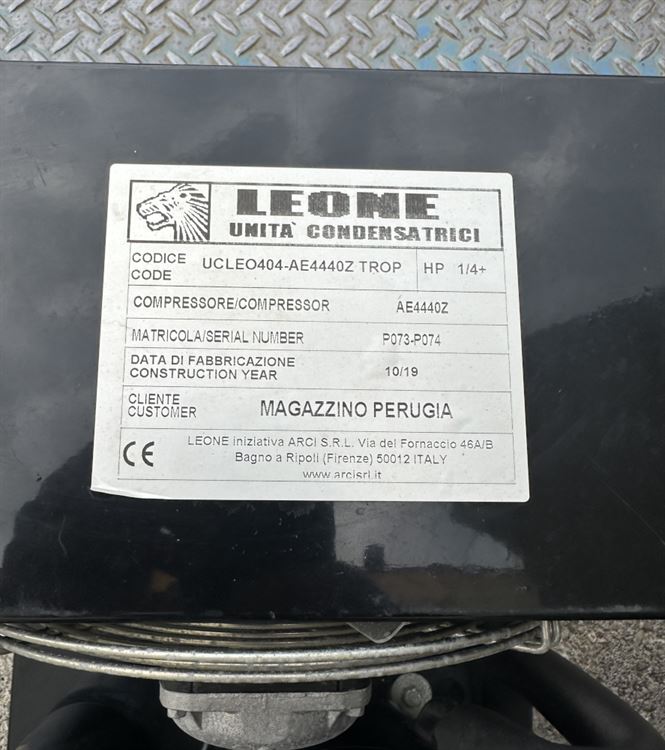 LEONE
UNITA' CONDENSATRICI
CODICE
CODE
UCLEO404-AE4440Z TROP
HP 1/4+
COMPRESSORE/COMPRESSOR AE4440Z
MATRICOLA/SERIAL NUMBER P073-P074
DATA DI FABBRICAZIONE
CONSTRUCTION YEAR
10/19
CLIENTE
CUSTOMER
MAGAZZINO PERUGIA
CE
LEONE iniziativa ARCI S.R.L. Via del Fornaccio 46A/B
Bagno a Ripoli (Firenze) 50012 ITALY
www.arcisrl.it